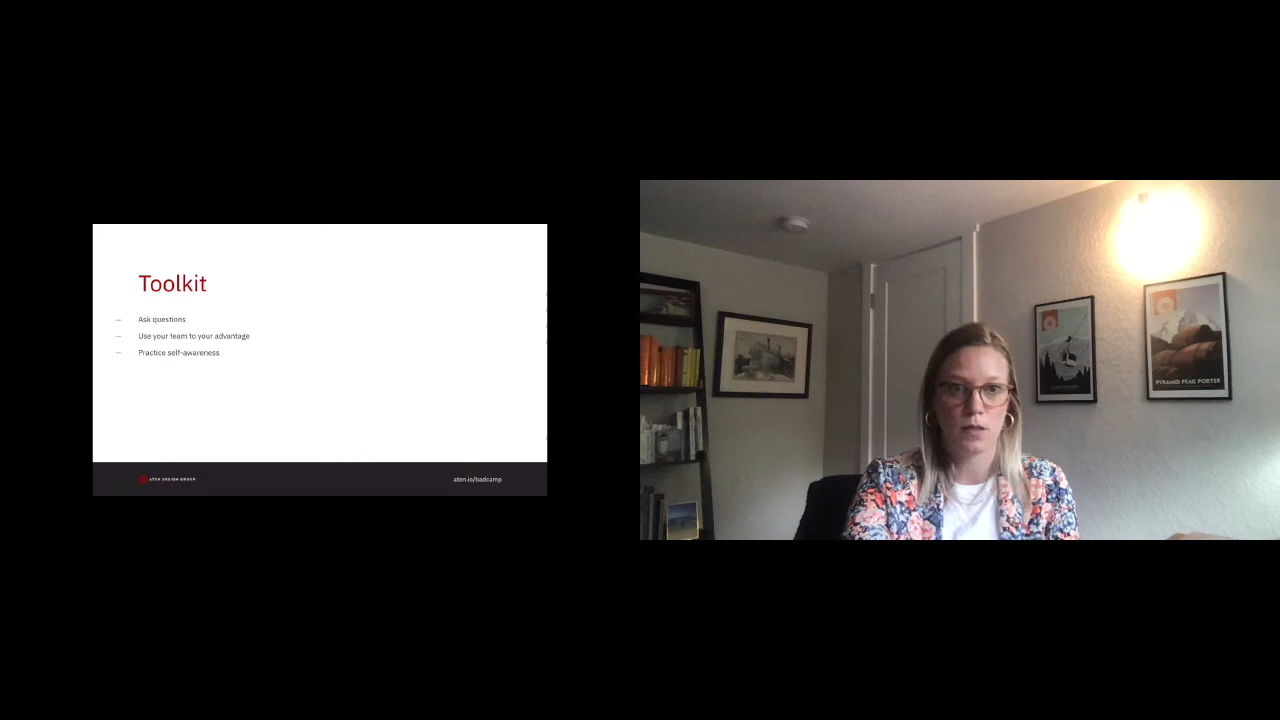 Toolkit
— Ask questions
— Use your team to your advantage
— Practice self-awareness
ATEN DESIGN GROUP
aten.io/badcamp
PYRAMID PEAK PORTER